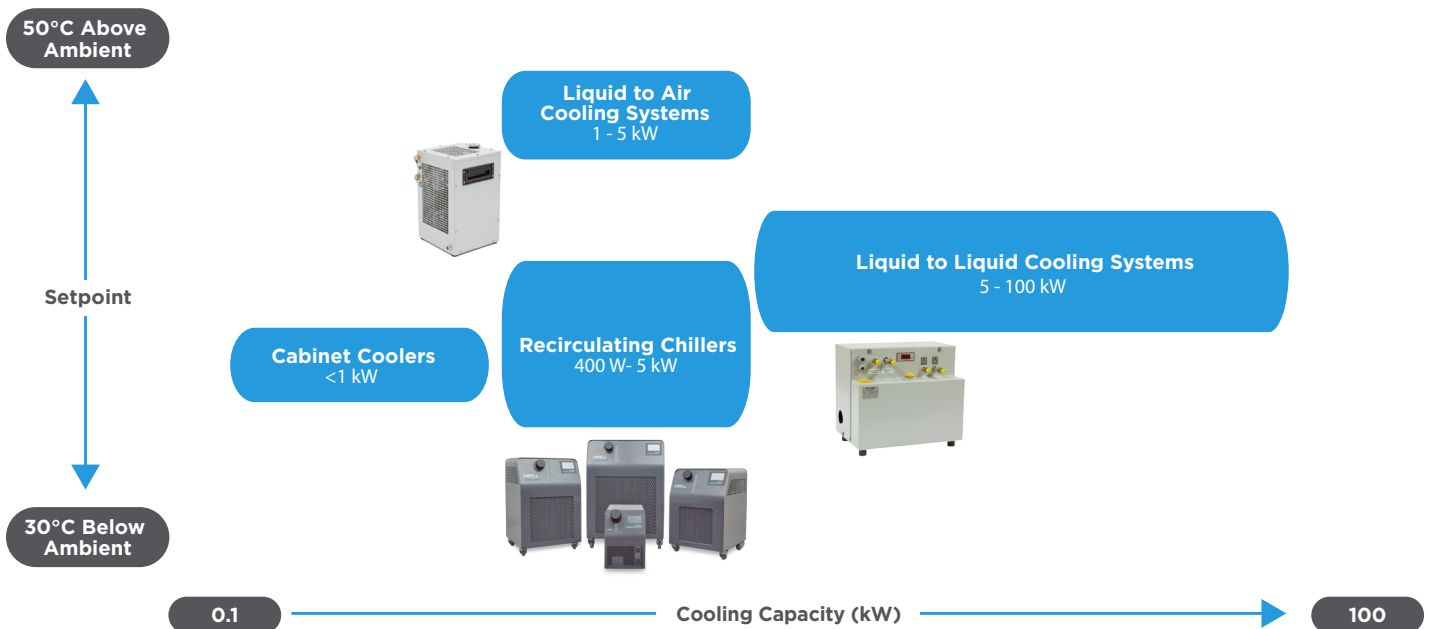 50°C Above
Ambient
Liquid to Air
Cooling Systems
1 - 5 kW
Liquid to Liquid Cooling Systems
5 - 100 kW
Setpoint
Recirculating Chillers
400 W- 5 kW
Cabinet Coolers
<1 kW
30°C Below
Ambient
0.1
Cooling Capacity (kW)
100